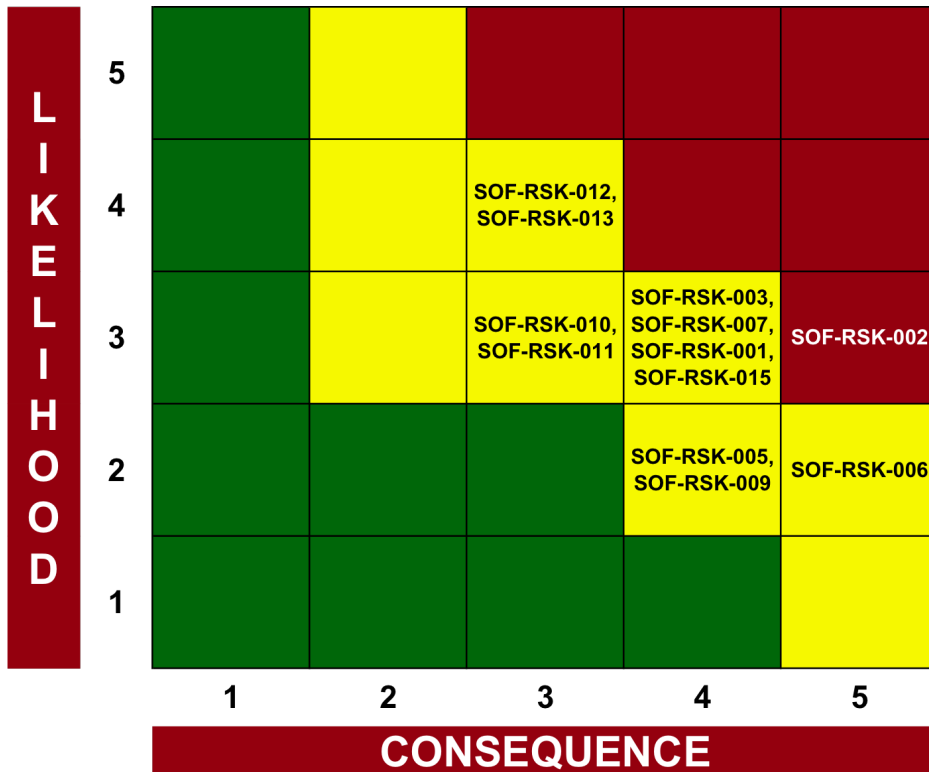 LIKELIHOOD
5
4
SOF-RSK-012,
SOF-RSK-013
3
SOF-RSK-010,
SOF-RSK-011
SOF-RSK-003,
SOF-RSK-007,
SOF-RSK-001,
SOF-RSK-015
SOF-RSK-002
2
SOF-RSK-005,
SOF-RSK-009
SOF-RSK-006
1
1 2 3 4 5
CONSEQUENCE